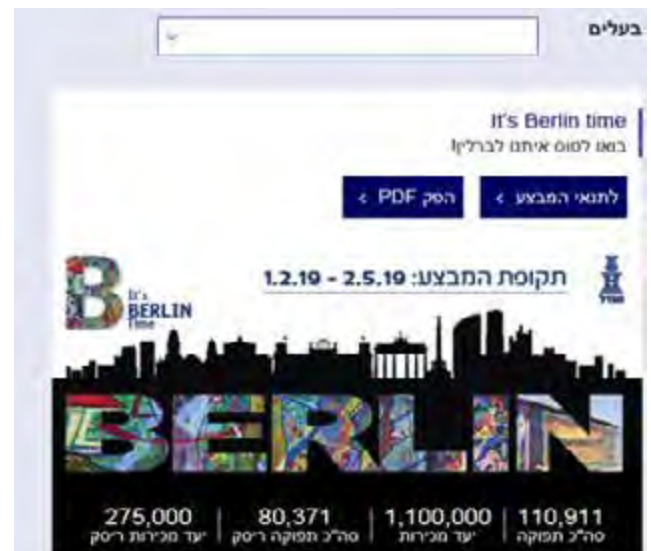 בעלים
It's Berlin time
בואו לטוס איתנו לברלין!
לתנאי המבצע >
הפק PDF >
תקופת המבצע: 1.2.19 - 2.5.19
מגדל
B It's
BERLIN
Time
BERLIN
110,911 | 1,100,000 | 80,371 | 275,000
סה"כ תפוקה | יעד מכירות | סה"כ תפוקה ריסק | יעד מכירות ריסק